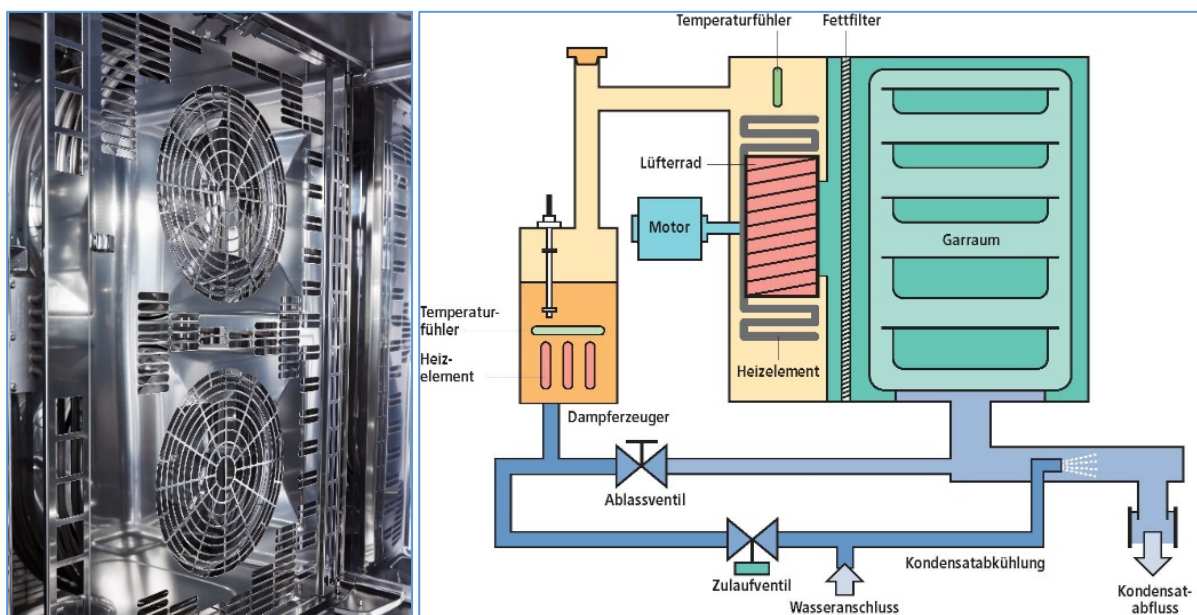 Temperaturfühler
Fettfilter
Lüfterrad
Motor
Garraum
Temperatur-
fühler
Heiz-
element
Heizelement
Dampferzeuger
Ablassventil
Kondensatabkühlung
Zulaufventil
Wasseranschluss
Kondensat-
abfluss